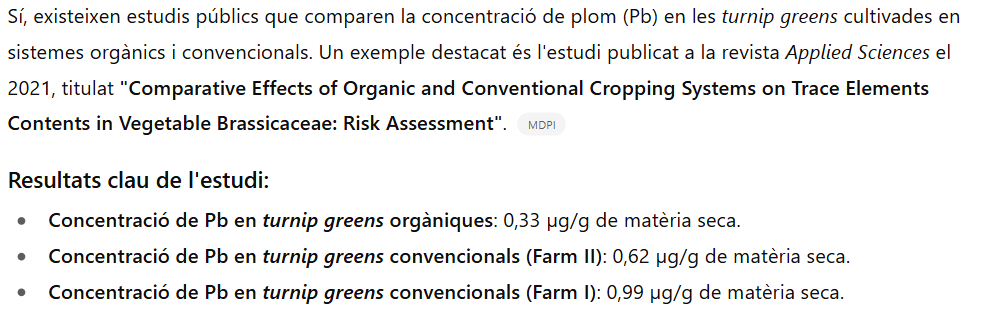 Sí, existeixen estudis públics que comparen la concentració de plom (Pb) en les turnip greens cultivades en
sistemes orgànics i convencionals. Un exemple destacat és l'estudi publicat a la revista Applied Sciences el
2021, titulat "Comparative Effects of Organic and Conventional Cropping Systems on Trace Elements
Contents in Vegetable Brassicaceae: Risk Assessment". MDPI
Resultats clau de l'estudi:
• Concentració de Pb en turnip greens orgàniques: 0,33 µg/g de matèria seca.
• Concentració de Pb en turnip greens convencionals (Farm II): 0,62 µg/g de matèria seca.
• Concentració de Pb en turnip greens convencionals (Farm I): 0,99 µg/g de matèria seca.